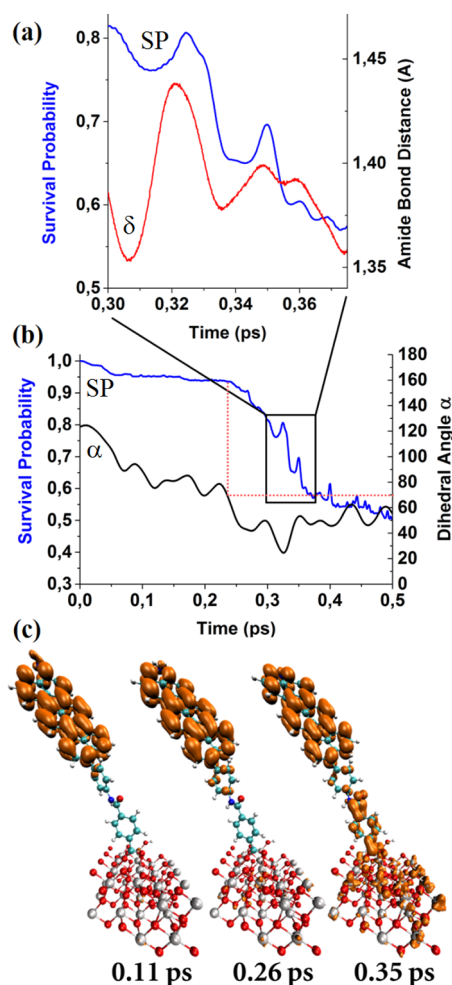 (a)
SP
δ
0,8
0,7
0,6
0,5
Survival Probability
1,45
1,40
1,35
Amide Bond Distance (A)
0,30 0,32 0,34 0,36
Time (ps)
(b)
SP
α
1,0
0,9
0,8
0,7
0,6
0,5
0,4
0,3
Survival Probability
180
160
140
120
100
80
60
40
20
0
Dihedral Angle α
0,0 0,1 0,2 0,3 0,4 0,5
Time (ps)
(c)
0.11 ps 0.26 ps 0.35 ps